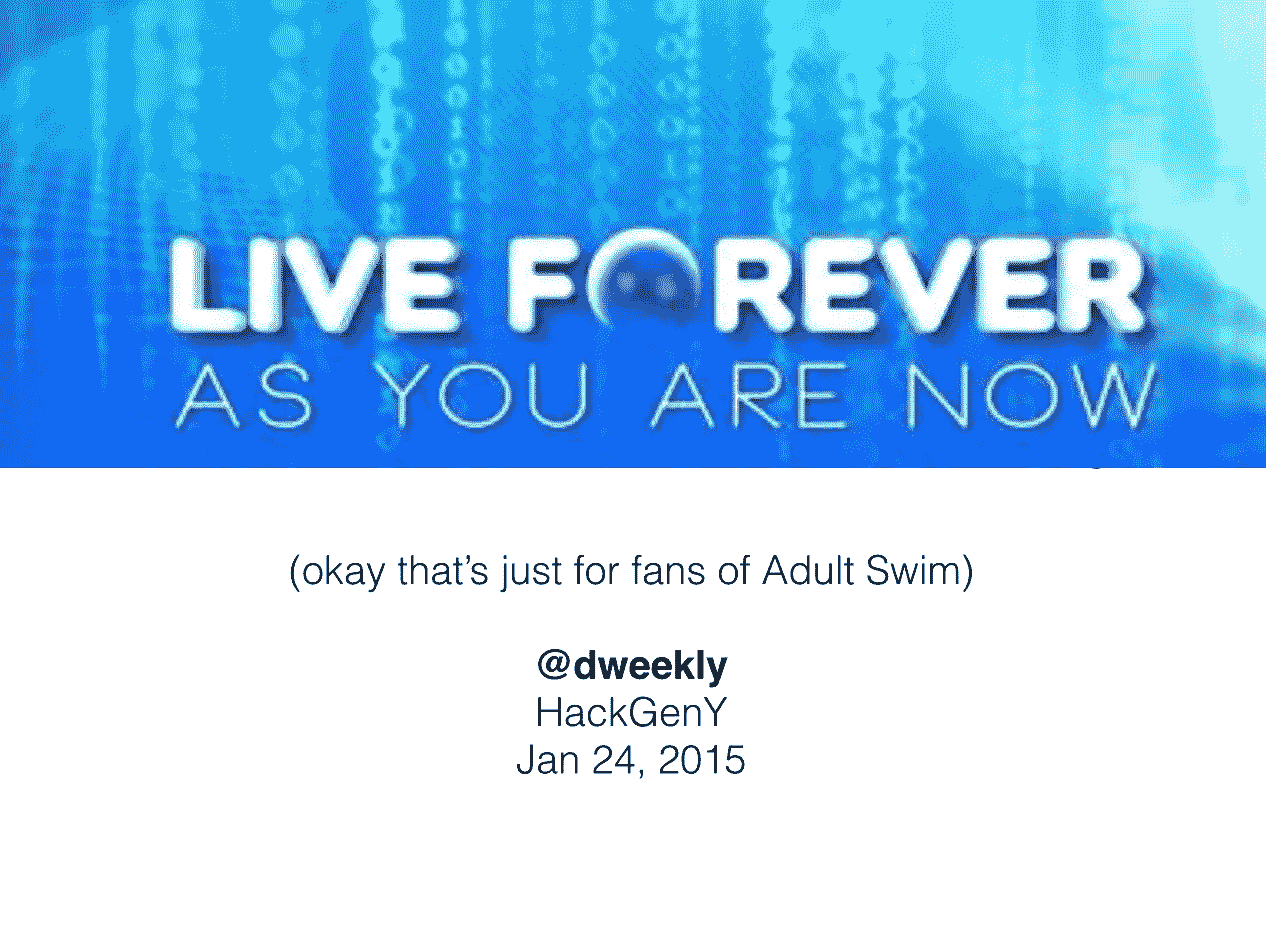 LIVE FOREVER
AS YOU ARE NOW
(okay that’s just for fans of Adult Swim)
@dweekly
HackGenY
Jan 24, 2015